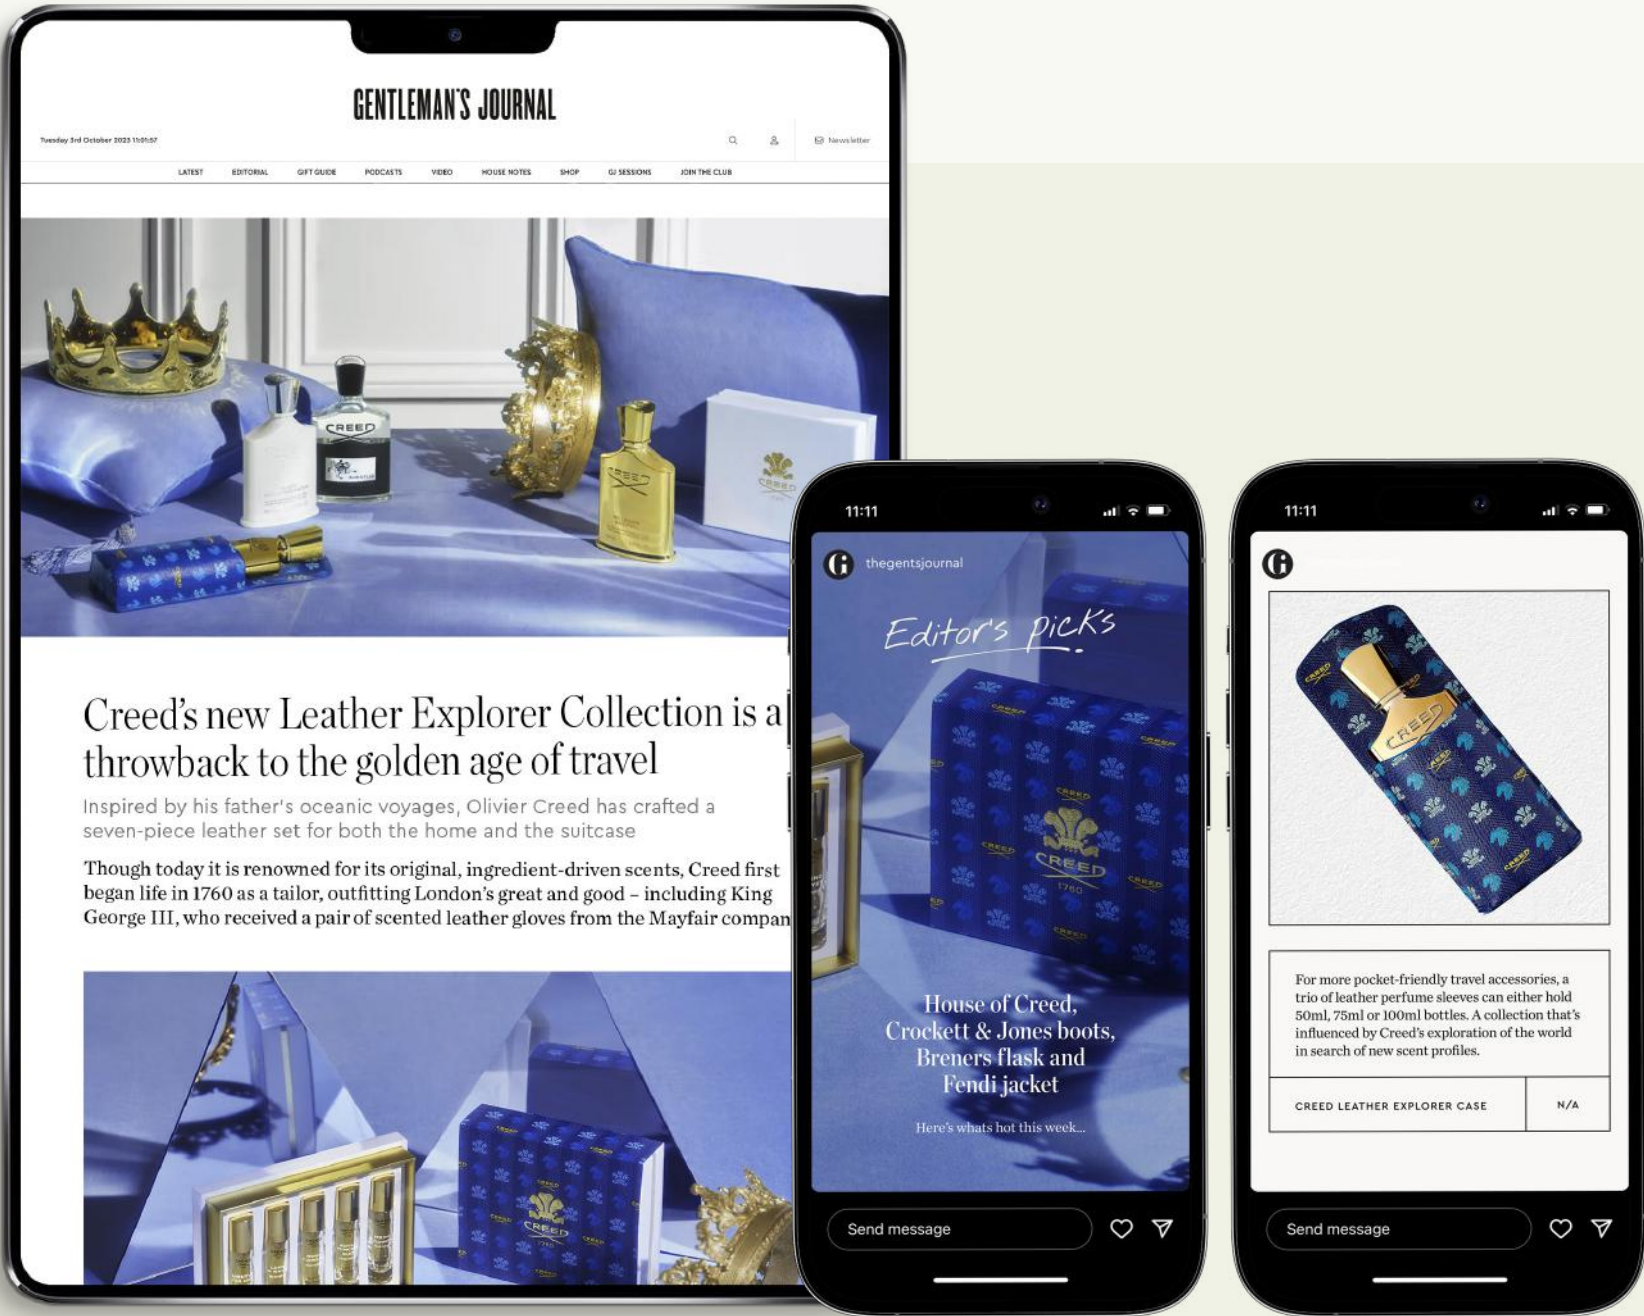 GENTLEMAN'S JOURNAL
Tuesday 3rd October 2023 11:01:57
Newsletter
LATEST EDITORIAL GIFT GUIDE PODCASTS VIDEO HOUSE NOTES SHOP GJ SESSIONS JOIN THE CLUB
CREED
CREED
CREED
Creed's new Leather Explorer Collection is a
throwback to the golden age of travel
Inspired by his father's oceanic voyages, Olivier Creed has crafted a
seven-piece leather set for both the home and the suitcase
Though today it is renowned for its original, ingredient-driven scents, Creed first
began life in 1760 as a tailor, outfitting London's great and good – including King
George III, who received a pair of scented leather gloves from the Mayfair compan
CREED
1760
11:11
thegentsjournal
Editor's picks
CREED
1760
House of Creed,
Crockett & Jones boots,
Breners flask and
Fendi jacket
Here's whats hot this week...
Send message
11:11
G
CREED
For more pocket-friendly travel accessories, a
trio of leather perfume sleeves can either hold
50ml, 75ml or 100ml bottles. A collection that's
influenced by Creed's exploration of the world
in search of new scent profiles.
CREED LEATHER EXPLORER CASE N/A
Send message